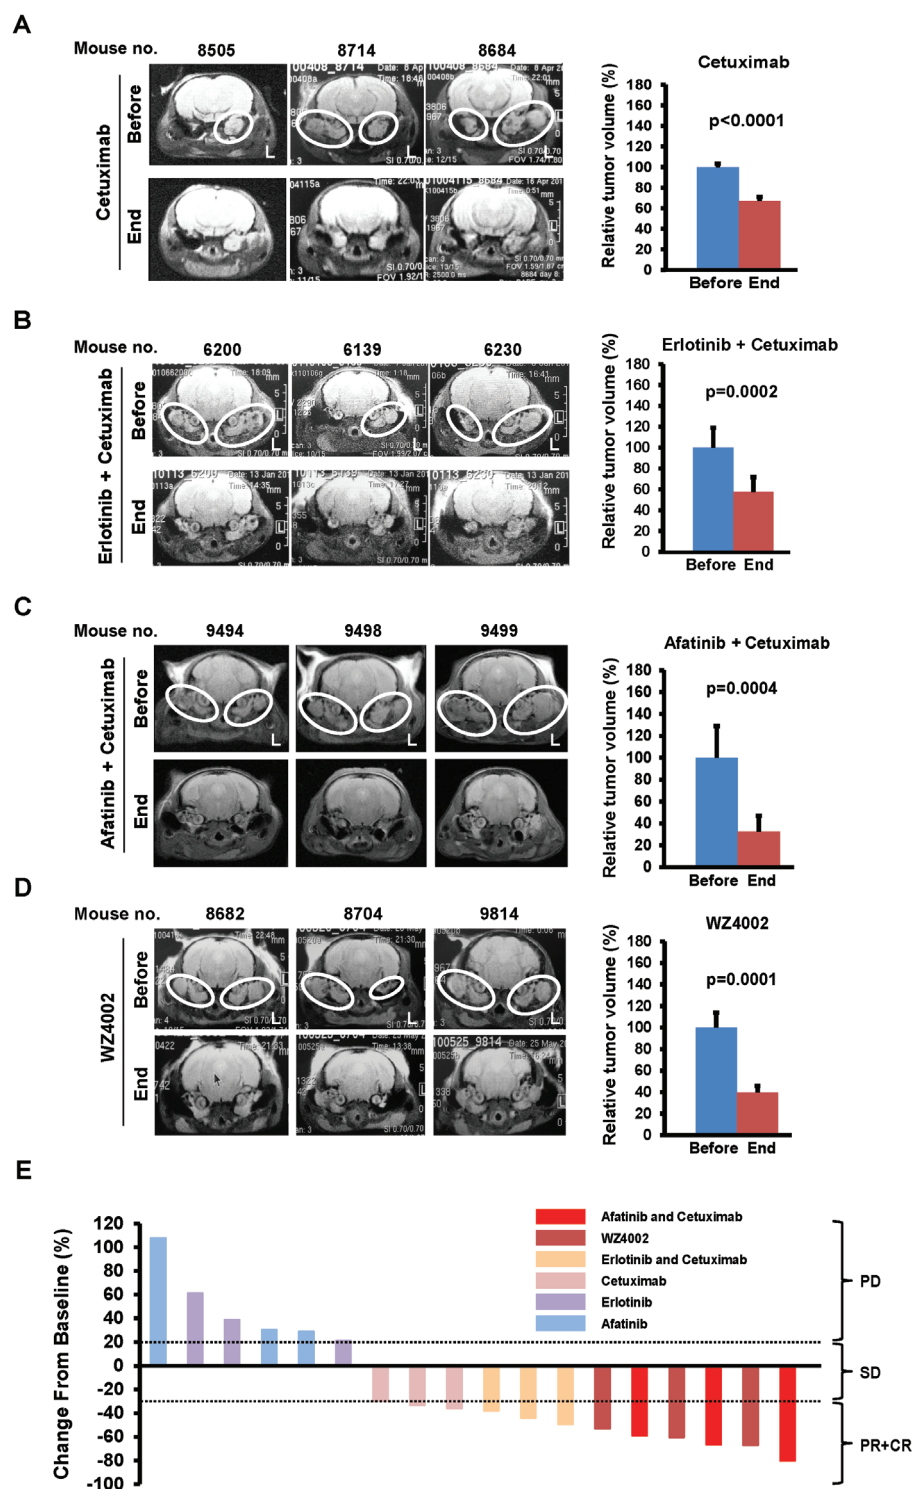 A
Mouse no. 8505 8714 8684
Cetuximab
Before
End
L
L
L
Cetuximab
Relative tumor volume (%)
180
160
140
120
100
80
60
40
20
0
p<0.0001
Before End
B
Mouse no. 6200 6139 6230
Erlotinib + Cetuximab
Before
End
L
L
L
Erlotinib + Cetuximab
Relative tumor volume (%)
180
160
140
120
100
80
60
40
20
0
p=0.0002
Before End
C
Mouse no. 9494 9498 9499
Afatinib + Cetuximab
Before
End
L
L
L
Afatinib + Cetuximab
Relative tumor volume (%)
180
160
140
120
100
80
60
40
20
0
p=0.0004
Before End
D
Mouse no. 8682 8704 9814
WZ4002
Before
End
L
L
L
WZ4002
Relative tumor volume (%)
180
160
140
120
100
80
60
40
20
0
p=0.0001
Before End
E
Change From Baseline (%)
120
100
80
60
40
20
0
-20
-40
-60
-80
-100
Afatinib and Cetuximab
WZ4002
Erlotinib and Cetuximab
Cetuximab
Erlotinib
Afatinib
PD
SD
PR+CR